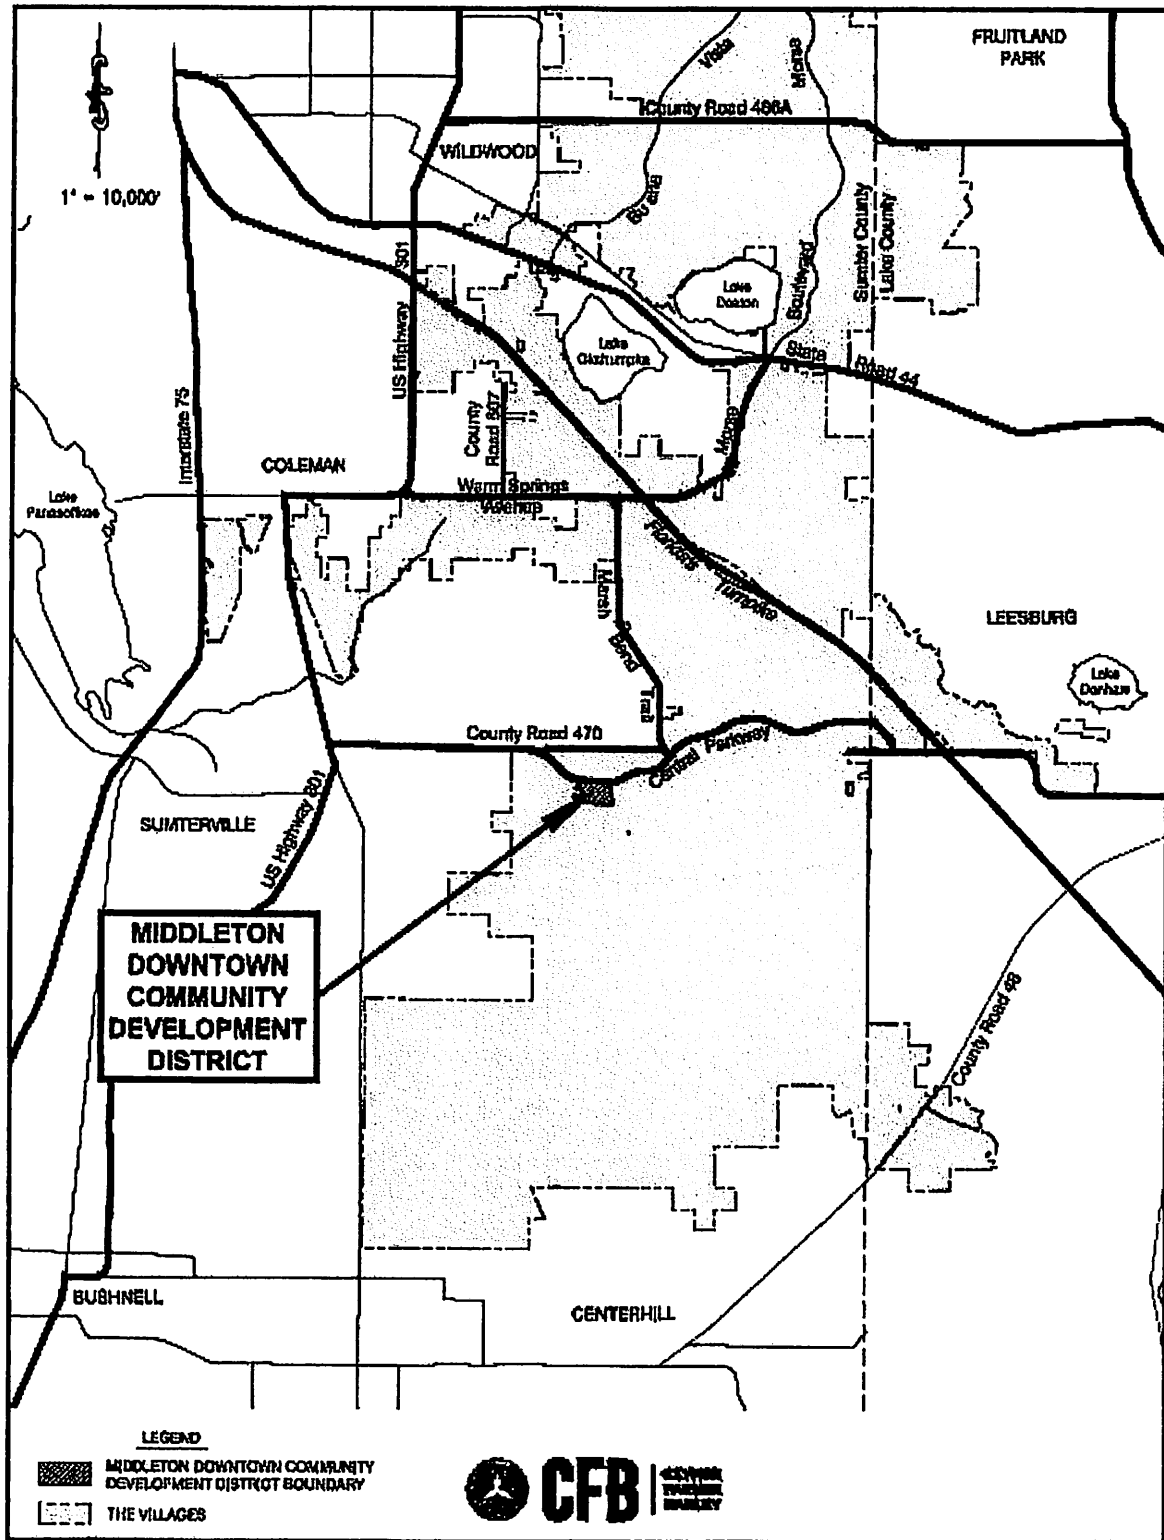 FRUITLAND
PARK
Vista
Morse
County Road 466A
WILDWOOD
1" = 10,000'
Buena
Sumter County
Lake County
Boulevard
US Highway 301
Lake
Deaton
Lake
Okahumpka
State Road 44
Interstate 75
County
Road 507
Morse
COLEMAN
Warm Springs
Avenue
Lake
Panasoffkee
Florida's
Turnpike
Marsh
Bend
Trail
LEESBURG
Lake
Denham
County Road 470
Central Parkway
SUMTERVILLE
US Highway 301
MIDDLETON
DOWNTOWN
COMMUNITY
DEVELOPMENT
DISTRICT
County Road 48
BUSHNELL
CENTERHILL
LEGEND
MIDDLETON DOWNTOWN COMMUNITY
DEVELOPMENT DISTRICT BOUNDARY
THE VILLAGES
CFB